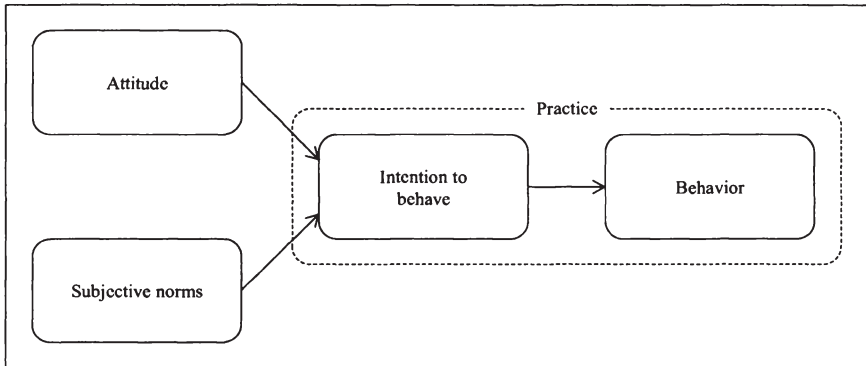 Attitude
Practice
Intention to
behave
Behavior
Subjective norms